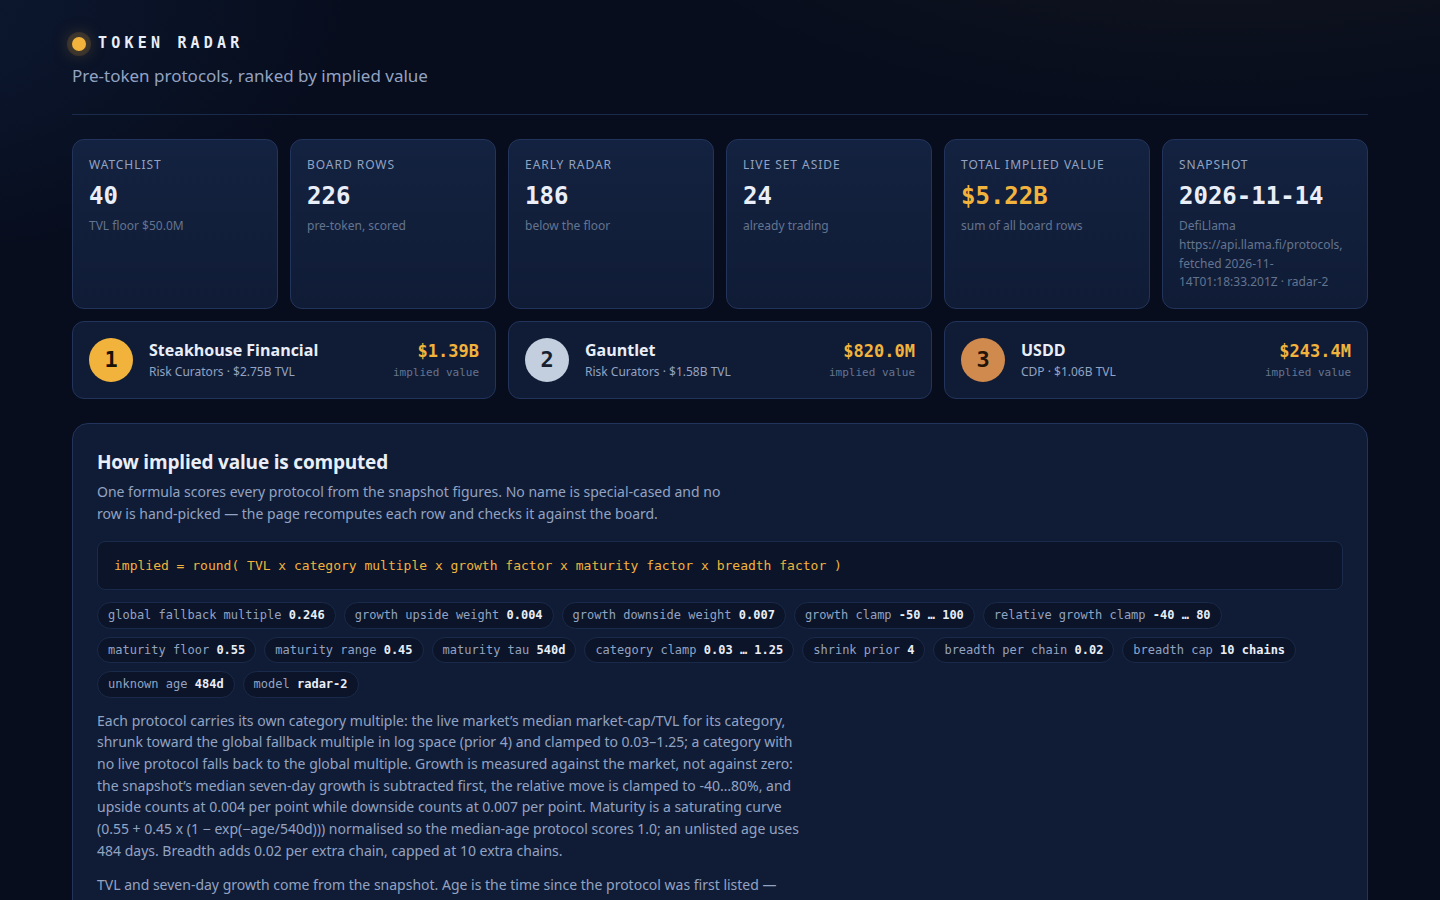 TOKEN RADAR
Pre-token protocols, ranked by implied value
WATCHLIST
40
TVL floor $50.0M
BOARD ROWS
226
pre-token, scored
EARLY RADAR
186
below the floor
LIVE SET ASIDE
24
already trading
TOTAL IMPLIED VALUE
$5.22B
sum of all board rows
SNAPSHOT
2026-11-14
DefiLlama
https://api.llama.fi/protocols,
fetched 2026-11-
14T01:18:33.201Z · radar-2
1
Steakhouse Financial
Risk Curators · $2.75B TVL
$1.39B
implied value
2
Gauntlet
Risk Curators · $1.58B TVL
$820.0M
implied value
3
USDD
CDP · $1.06B TVL
$243.4M
implied value
How implied value is computed
One formula scores every protocol from the snapshot figures. No name is special-cased and no
row is hand-picked — the page recomputes each row and checks it against the board.
implied = round( TVL x category multiple x growth factor x maturity factor x breadth factor )
global fallback multiple 0.246 growth upside weight 0.004 growth downside weight 0.007 growth clamp -50 … 100 relative growth clamp -40 … 80
maturity floor 0.55 maturity range 0.45 maturity tau 540d category clamp 0.03 … 1.25 shrink prior 4 breadth per chain 0.02 breadth cap 10 chains
unknown age 484d model radar-2
Each protocol carries its own category multiple: the live market’s median market-cap/TVL for its category,
shrunk toward the global fallback multiple in log space (prior 4) and clamped to 0.03–1.25; a category with
no live protocol falls back to the global multiple. Growth is measured against the market, not against zero:
the snapshot’s median seven-day growth is subtracted first, the relative move is clamped to -40…80%, and
upside counts at 0.004 per point while downside counts at 0.007 per point. Maturity is a saturating curve
(0.55 + 0.45 x (1 − exp(−age/540d))) normalised so the median-age protocol scores 1.0; an unlisted age uses
484 days. Breadth adds 0.02 per extra chain, capped at 10 extra chains.
TVL and seven-day growth come from the snapshot. Age is the time since the protocol was first listed —